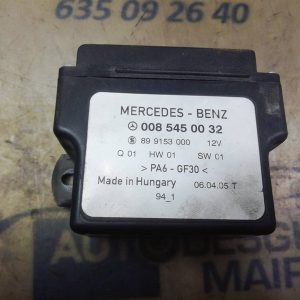 635 09 26 40
MERCEDES - BENZ
008 545 00 32
89 9153 000 12V
Q 01 HW 01 SW 01
> PA6 - GF30 <
Made in Hungary 06.04.05 T
94_1